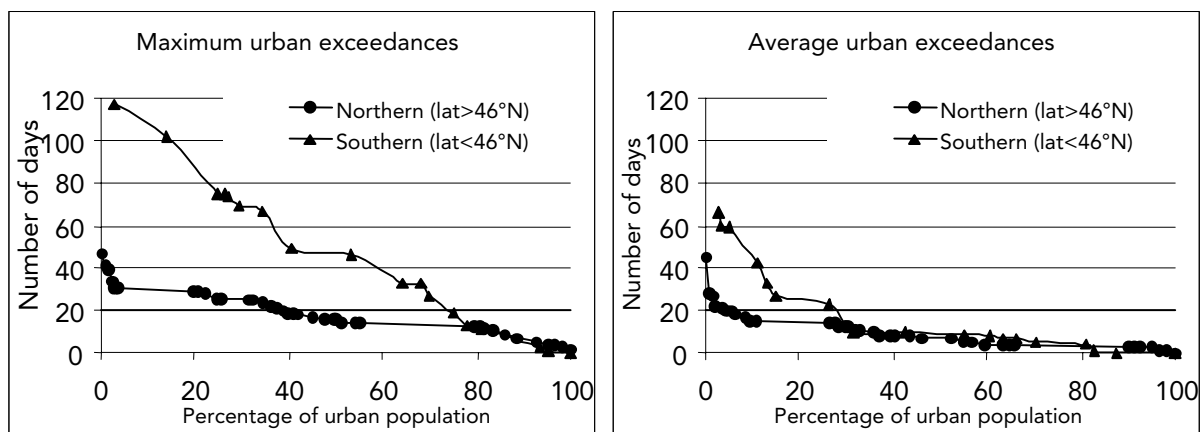 Maximum urban exceedances
Number of days
120
100
80
60
40
20
0
Northern (lat>46°N)
Southern (lat<46°N)
0 20 40 60 80 100
Percentage of urban population
Average urban exceedances
Number of days
120
100
80
60
40
20
0
Northern (lat>46°N)
Southern (lat<46°N)
0 20 40 60 80 100
Percentage of urban population